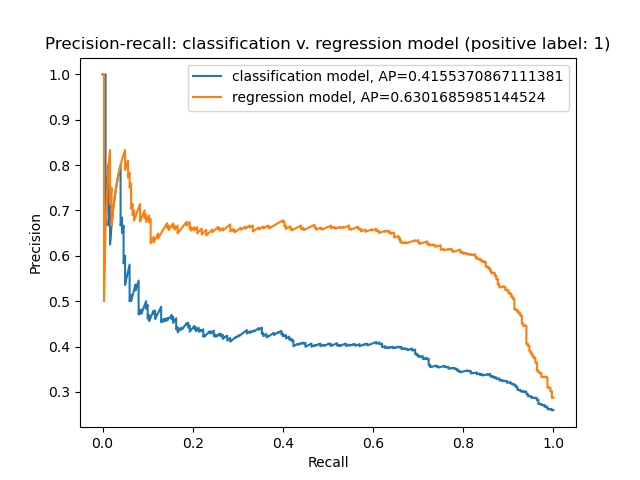 Precision-recall: classification v. regression model (positive label: 1)
classification model, AP=0.4155370867111381
regression model, AP=0.6301685985144524
1.0
0.9
0.8
0.7
0.6
0.5
0.4
0.3
Precision
0.0 0.2 0.4 0.6 0.8 1.0
Recall